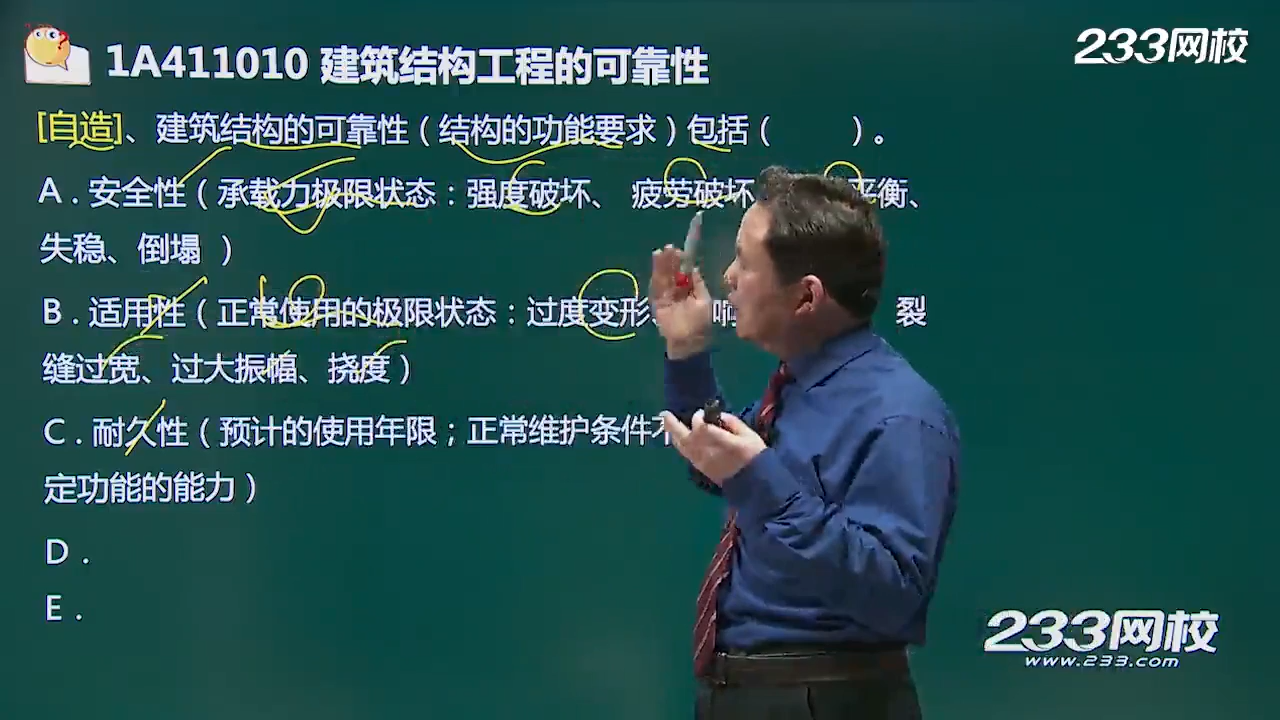 1A411010 建筑结构工程的可靠性
233网校
[自造]、建筑结构的可靠性（结构的功能要求）包括（ ）。
A．安全性（承载力极限状态：强度破坏、疲劳破坏 衡、
失稳、倒塌 ）
B．适用性（正常使用的极限状态：过度变形、 响 裂
缝过宽、过大振幅、挠度）
C．耐久性（预计的使用年限；正常维护条件
定功能的能力）
D．
E．
233网校
www.233.com